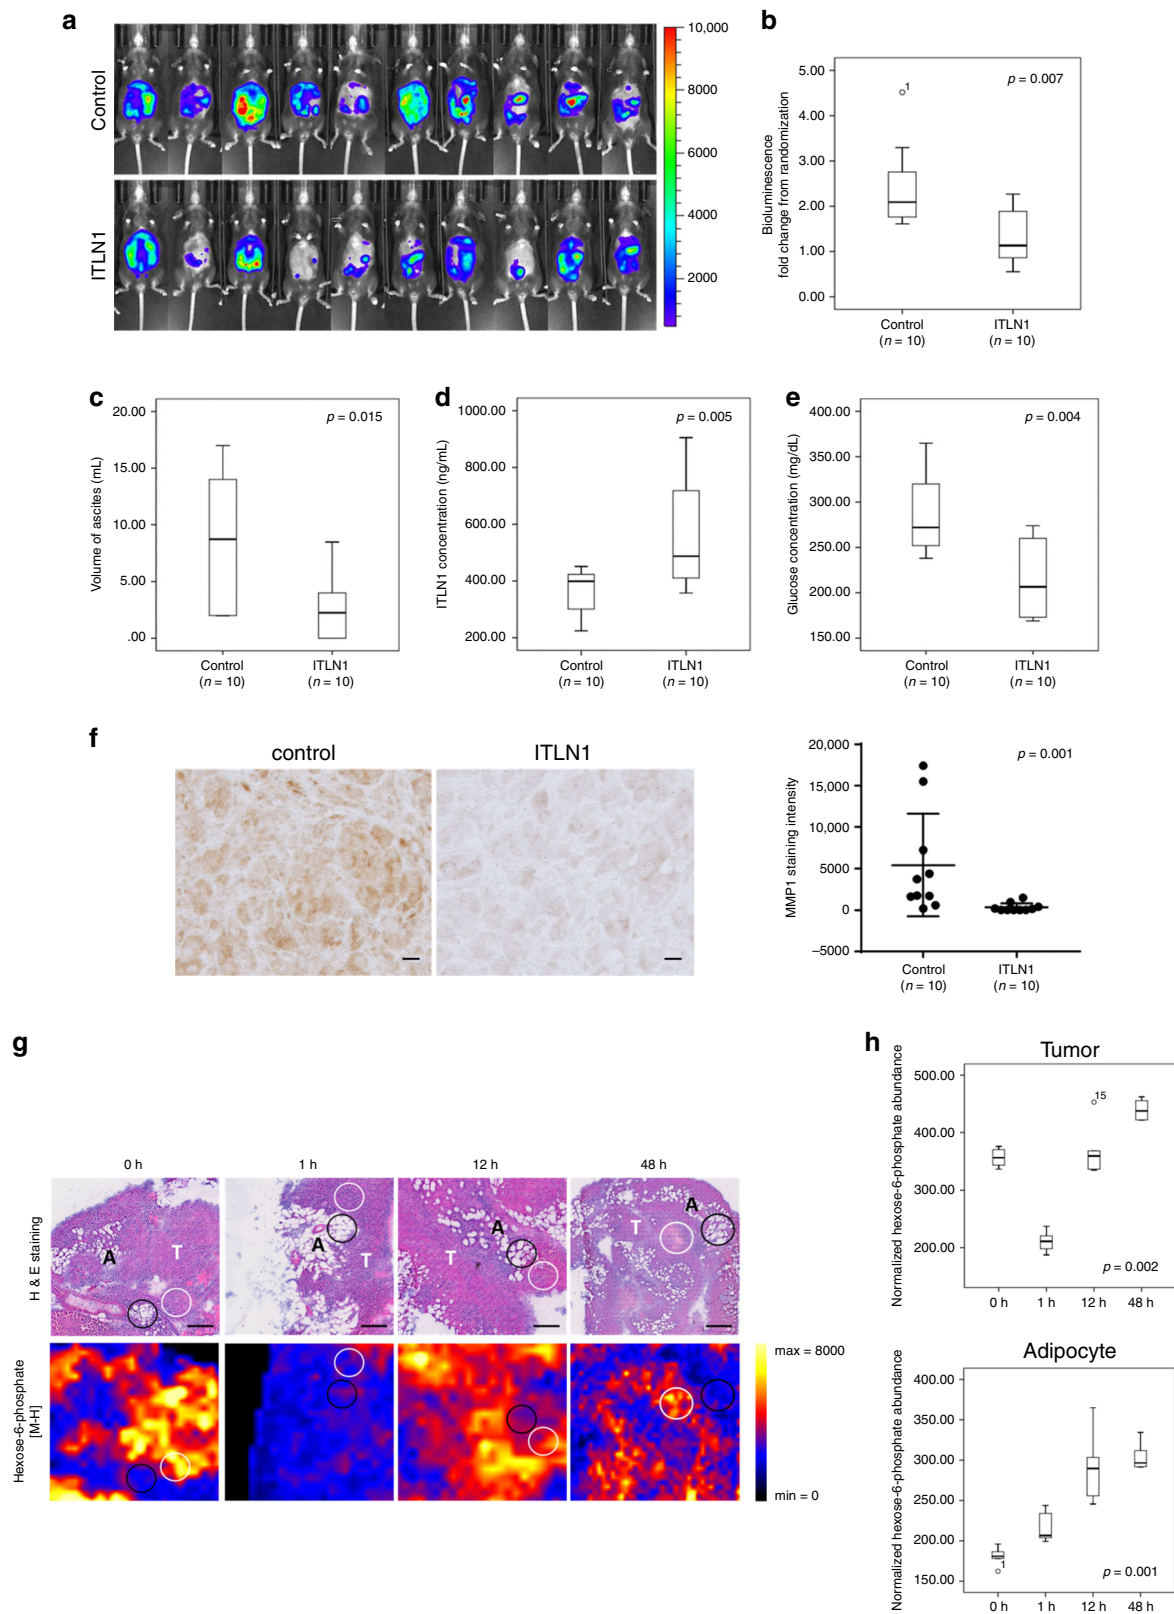 a
Control
ITLN1
10,000
8000
6000
4000
2000
b
Bioluminescence
fold change from randomization
5.00
4.00
3.00
2.00
1.00
0.00
1
p = 0.007
Control
(n = 10)
ITLN1
(n = 10)
c
Volume of ascites (mL)
20.00
15.00
10.00
5.00
.00
p = 0.015
Control
(n = 10)
ITLN1
(n = 10)
d
ITLN1 concentration (ng/mL)
1000.00
800.00
600.00
400.00
200.00
p = 0.005
Control
(n = 10)
ITLN1
(n = 10)
e
Glucose concentration (mg/dL)
400.00
350.00
300.00
250.00
200.00
150.00
p = 0.004
Control
(n = 10)
ITLN1
(n = 10)
f
control
ITLN1
MMP1 staining intensity
20,000
15,000
10,000
5000
0
–5000
p = 0.001
Control
(n = 10)
ITLN1
(n = 10)
g
0 h
1 h
12 h
48 h
H & E staining
A
T
A
T
A
T
A
T
Hexose-6-phosphate
[M-H]
max = 8000
min = 0
h
Tumor
Normalized hexose-6-phosphate abundance
500.00
400.00
300.00
200.00
15
p = 0.002
0 h
1 h
12 h
48 h
Adipocyte
Normalized hexose-6-phosphate abundance
400.00
350.00
300.00
250.00
200.00
150.00
1
p = 0.001
0 h
1 h
12 h
48 h